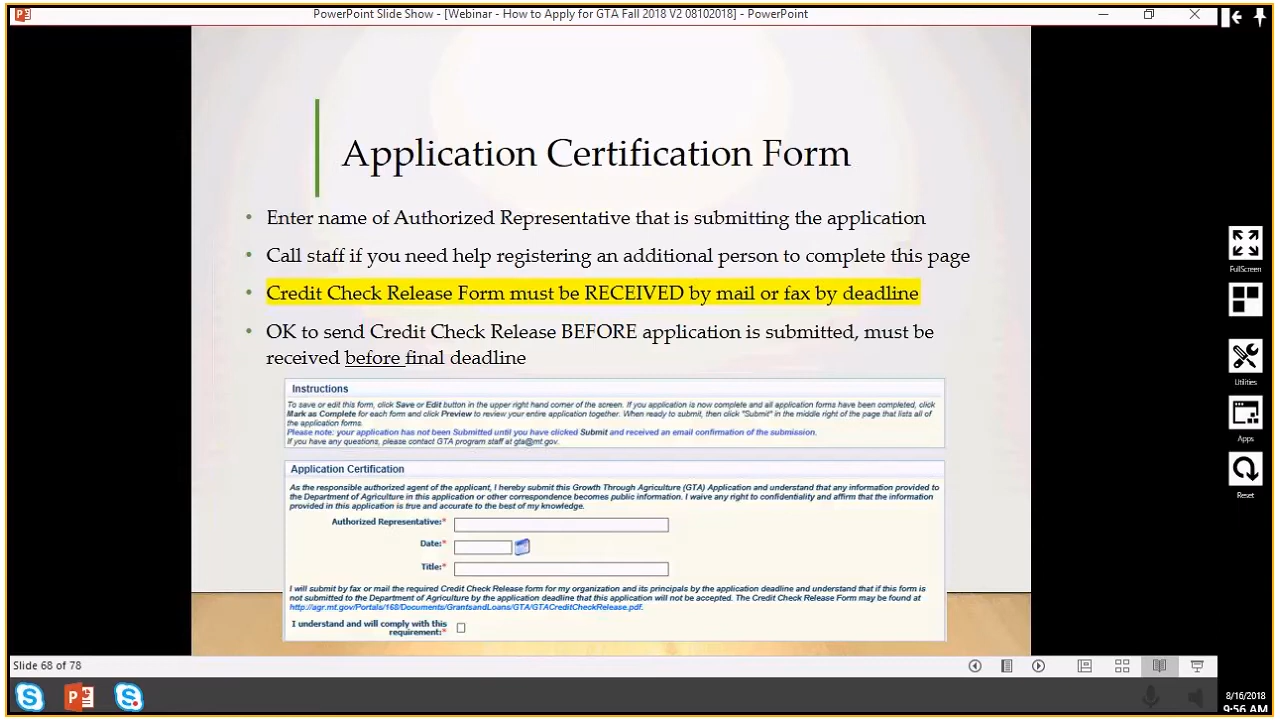 PowerPoint Slide Show - [Webinar - How to Apply for GTA Fall 2018 V2 08102018] - PowerPoint
Application Certification Form
• Enter name of Authorized Representative that is submitting the application
• Call staff if you need help registering an additional person to complete this page
• Credit Check Release Form must be RECEIVED by mail or fax by deadline
• OK to send Credit Check Release BEFORE application is submitted, must be
received before final deadline
Instructions
To save or edit this form, click Save or Edit button in the upper right hand corner of the screen. If you application is now complete and all application forms have been completed, click
Mark as Complete for each form and click Preview to review your entire application together. When ready to submit, then click "Submit" in the middle right of the page that lists all of
the application forms.
Please note: your application has not been Submitted until you have clicked Submit and received an email confirmation of the submission.
If you have any questions, please contact GTA program staff at gta@mt.gov.
Application Certification
As the responsible authorized agent of the applicant, I hereby submit this Growth Through Agriculture (GTA) Application and understand that any information provided to
the Department of Agriculture in this application or other correspondence becomes public information. I waive any right to confidentiality and affirm that the information
provided in this application is true and accurate to the best of my knowledge.
Authorized Representative:*
Date:*
Title:*
I will submit by fax or mail the required Credit Check Release form for my organization and its principals by the application deadline and understand that if this form is
not submitted to the Department of Agriculture by the application deadline that this application will not be accepted. The Credit Check Release Form may be found at
http://agr.mt.gov/Portals/168/Documents/GrantsandLoans/GTA/GTACreditCheckRelease.pdf.
I understand and will comply with this
requirement:*
Slide 68 of 78
FullScreen
Utilities
Apps
Reset
8/16/2018
9:56 AM